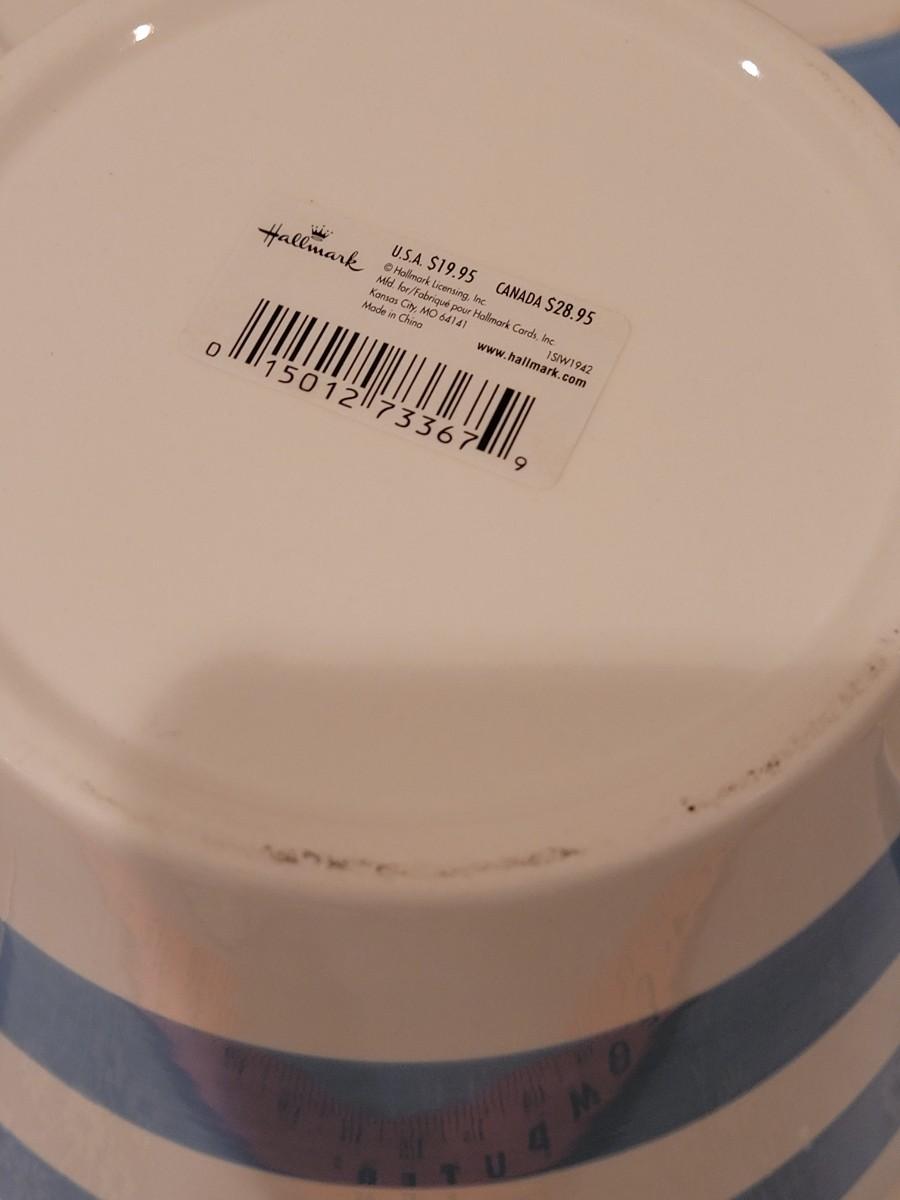 Hallmark
U.S.A. $19.95 CANADA $28.95
© Hallmark Licensing, Inc.
Mfd. for/Fabriqué pour Hallmark Cards, Inc.
Kansas City, MO 64141
Made in China
1SIW1942
www.hallmark.com
0 15012 73367 9